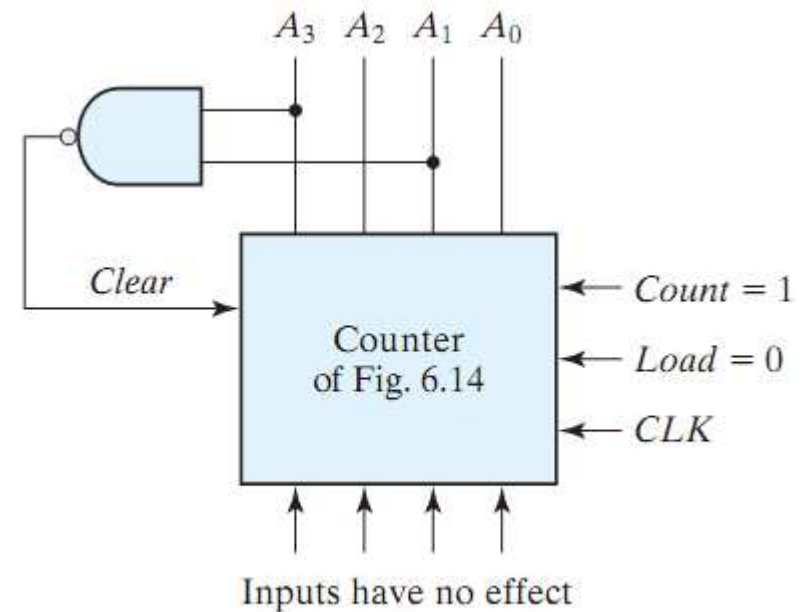 A₃ A₂ A₁ A₀
Clear
Counter
of Fig. 6.14
Count = 1
Load = 0
CLK
Inputs have no effect